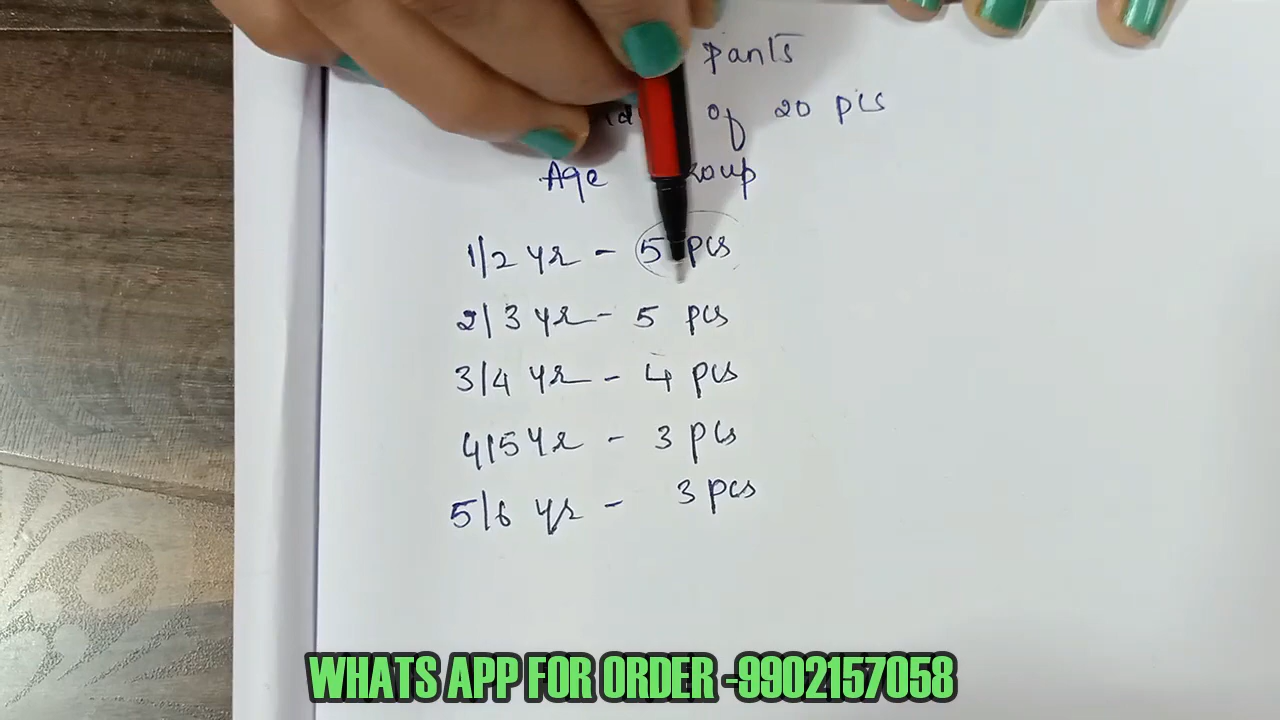 pants
of 20 pcs
Age
1/2 yr - 5 pcs
2/3 yr - 5 pcs
3/4 yr - 4 pcs
4/5 yr - 3 pcs
5/6 yr - 3 pcs
WHATS APP FOR ORDER -9902157058